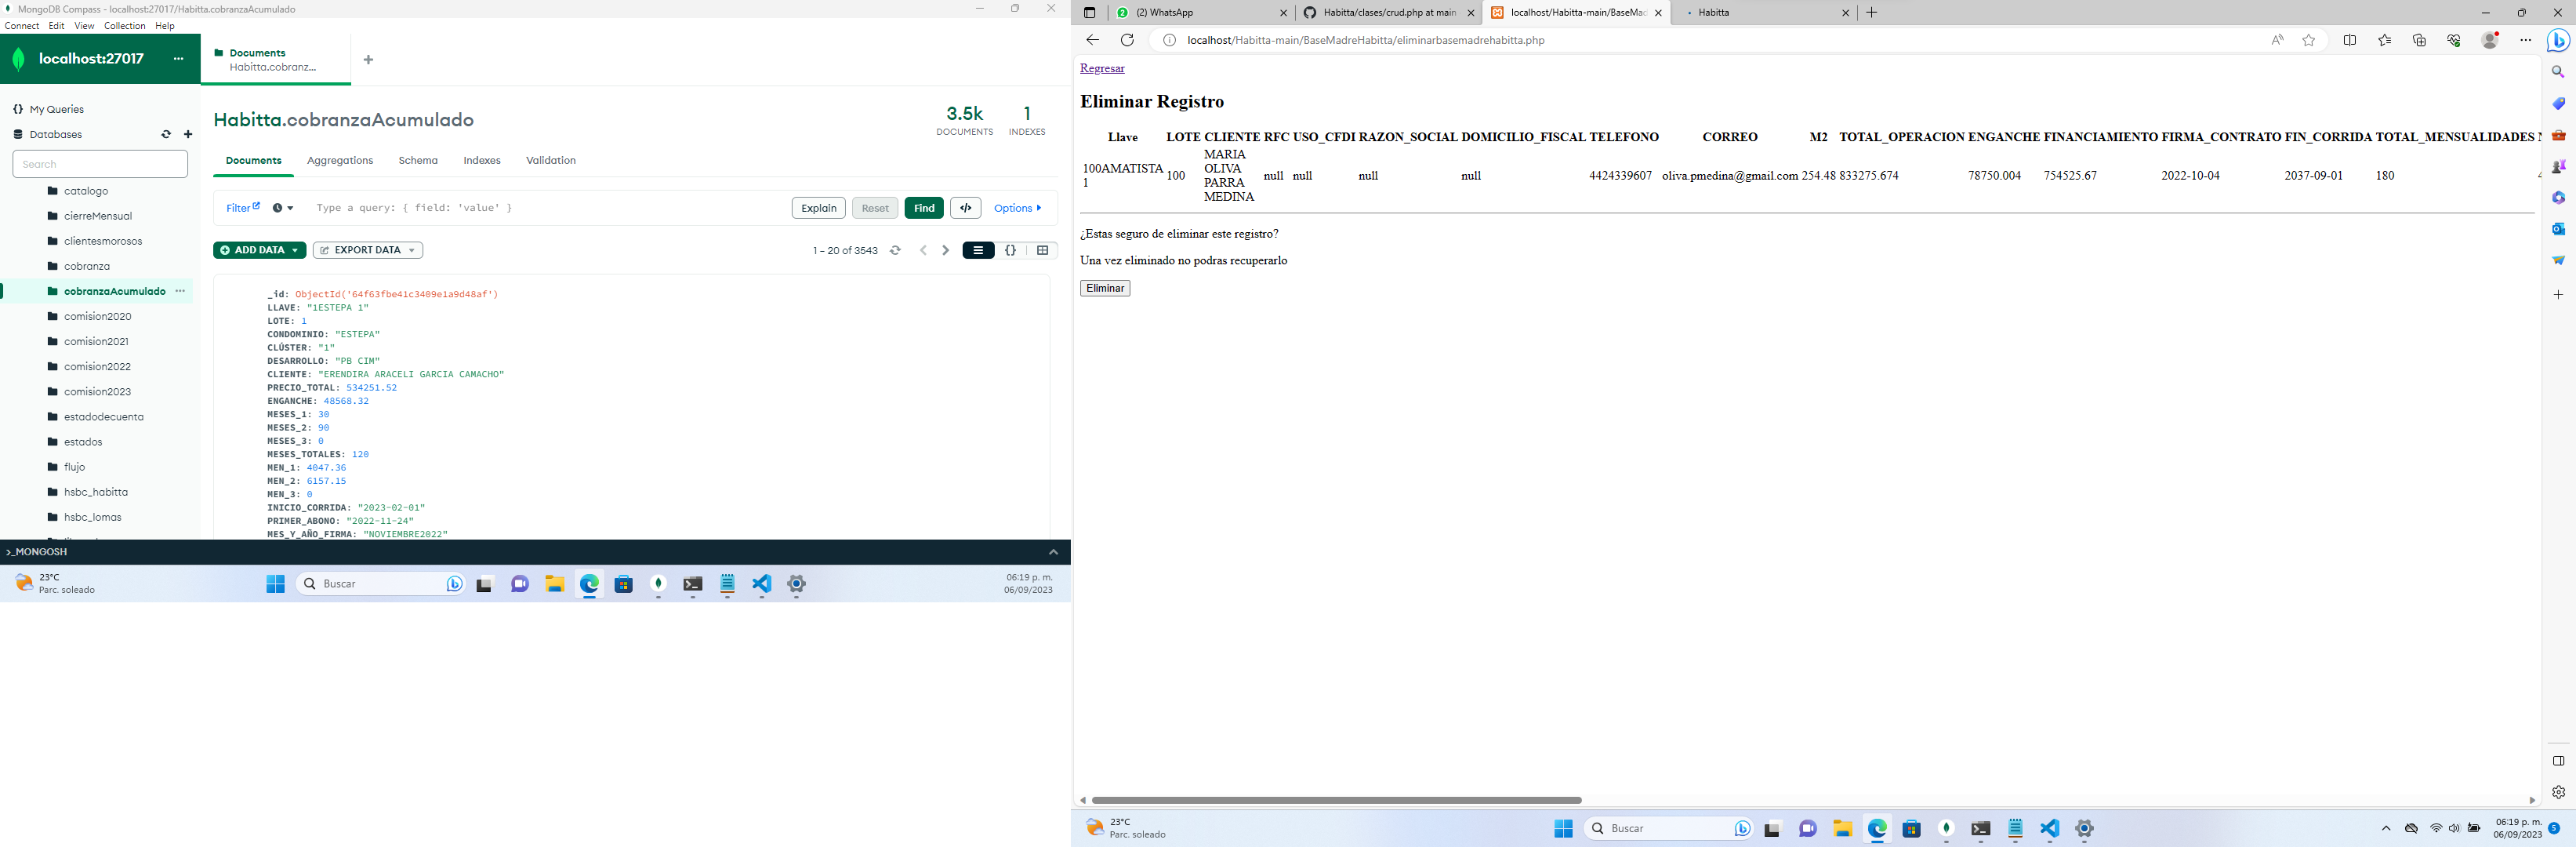 MongoDB Compass - localhost:27017/Habitta.cobranzaAcumulado
Connect Edit View Collection Help
localhost:27017 ...
Documents
Habitta.cobranz...
My Queries
Databases
Search
catalogo
cierreMensual
clientesmorosos
cobranza
cobranzaAcumulado ...
comision2020
comision2021
comision2022
comision2023
estadodecuenta
estados
flujo
hsbc_habitta
hsbc_lomas
Habitta.cobranzaAcumulado
3.5k
DOCUMENTS
1
INDEXES
Documents Aggregations Schema Indexes Validation
Filter Type a query: { field: 'value' } Explain Reset Find </> Options
ADD DATA EXPORT DATA 1 – 20 of 3543 {}
_id: ObjectId('64f63fbe41c3409e1a9d48af')
LLAVE: "1ESTEPA 1"
LOTE: 1
CONDOMINIO: "ESTEPA"
CLÚSTER: "1"
DESARROLLO: "PB CIM"
CLIENTE: "ERENDIRA ARACELI GARCIA CAMACHO"
PRECIO_TOTAL: 534251.52
ENGANCHE: 48568.32
MESES_1: 30
MESES_2: 90
MESES_3: 0
MESES_TOTALES: 120
MEN_1: 4047.36
MEN_2: 6157.15
MEN_3: 0
INICIO_CORRIDA: "2023-02-01"
PRIMER_ABONO: "2022-11-24"
MES_Y_AÑO_FIRMA: "NOVIEMBRE2022"
>_MONGOSH
23°C
Parc. soleado
Buscar
06:19 p. m.
06/09/2023
(2) WhatsApp
Habitta/clases/crud.php at main
localhost/Habitta-main/BaseMad
Habitta
localhost/Habitta-main/BaseMadreHabitta/eliminarbasemadrehabitta.php
Regresar
Eliminar Registro
Llave LOTE CLIENTE RFC USO_CFDI RAZON_SOCIAL DOMICILIO_FISCAL TELEFONO CORREO M2 TOTAL_OPERACION ENGANCHE FINANCIAMIENTO FIRMA_CONTRATO FIN_CORRIDA TOTAL_MENSUALIDADES
100AMATISTA 1 100 MARIA OLIVA PARRA MEDINA null null null null 4424339607 oliva.pmedina@gmail.com 254.48 833275.674 78750.004 754525.67 2022-10-04 2037-09-01 180
¿Estas seguro de eliminar este registro?
Una vez eliminado no podras recuperarlo
Eliminar
23°C
Parc. soleado
Buscar
06:19 p. m.
06/09/2023
5